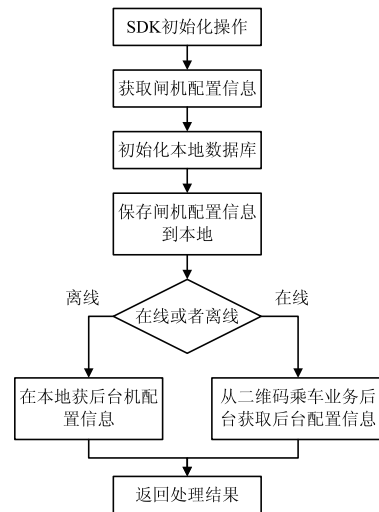 SDK初始化操作
获取闸机配置信息
初始化本地数据库
保存闸机配置信息
到本地
离线
在线或者离线
在线
在本地获后台机配
置信息
从二维码乘车业务后
台获取后台配置信息
返回处理结果